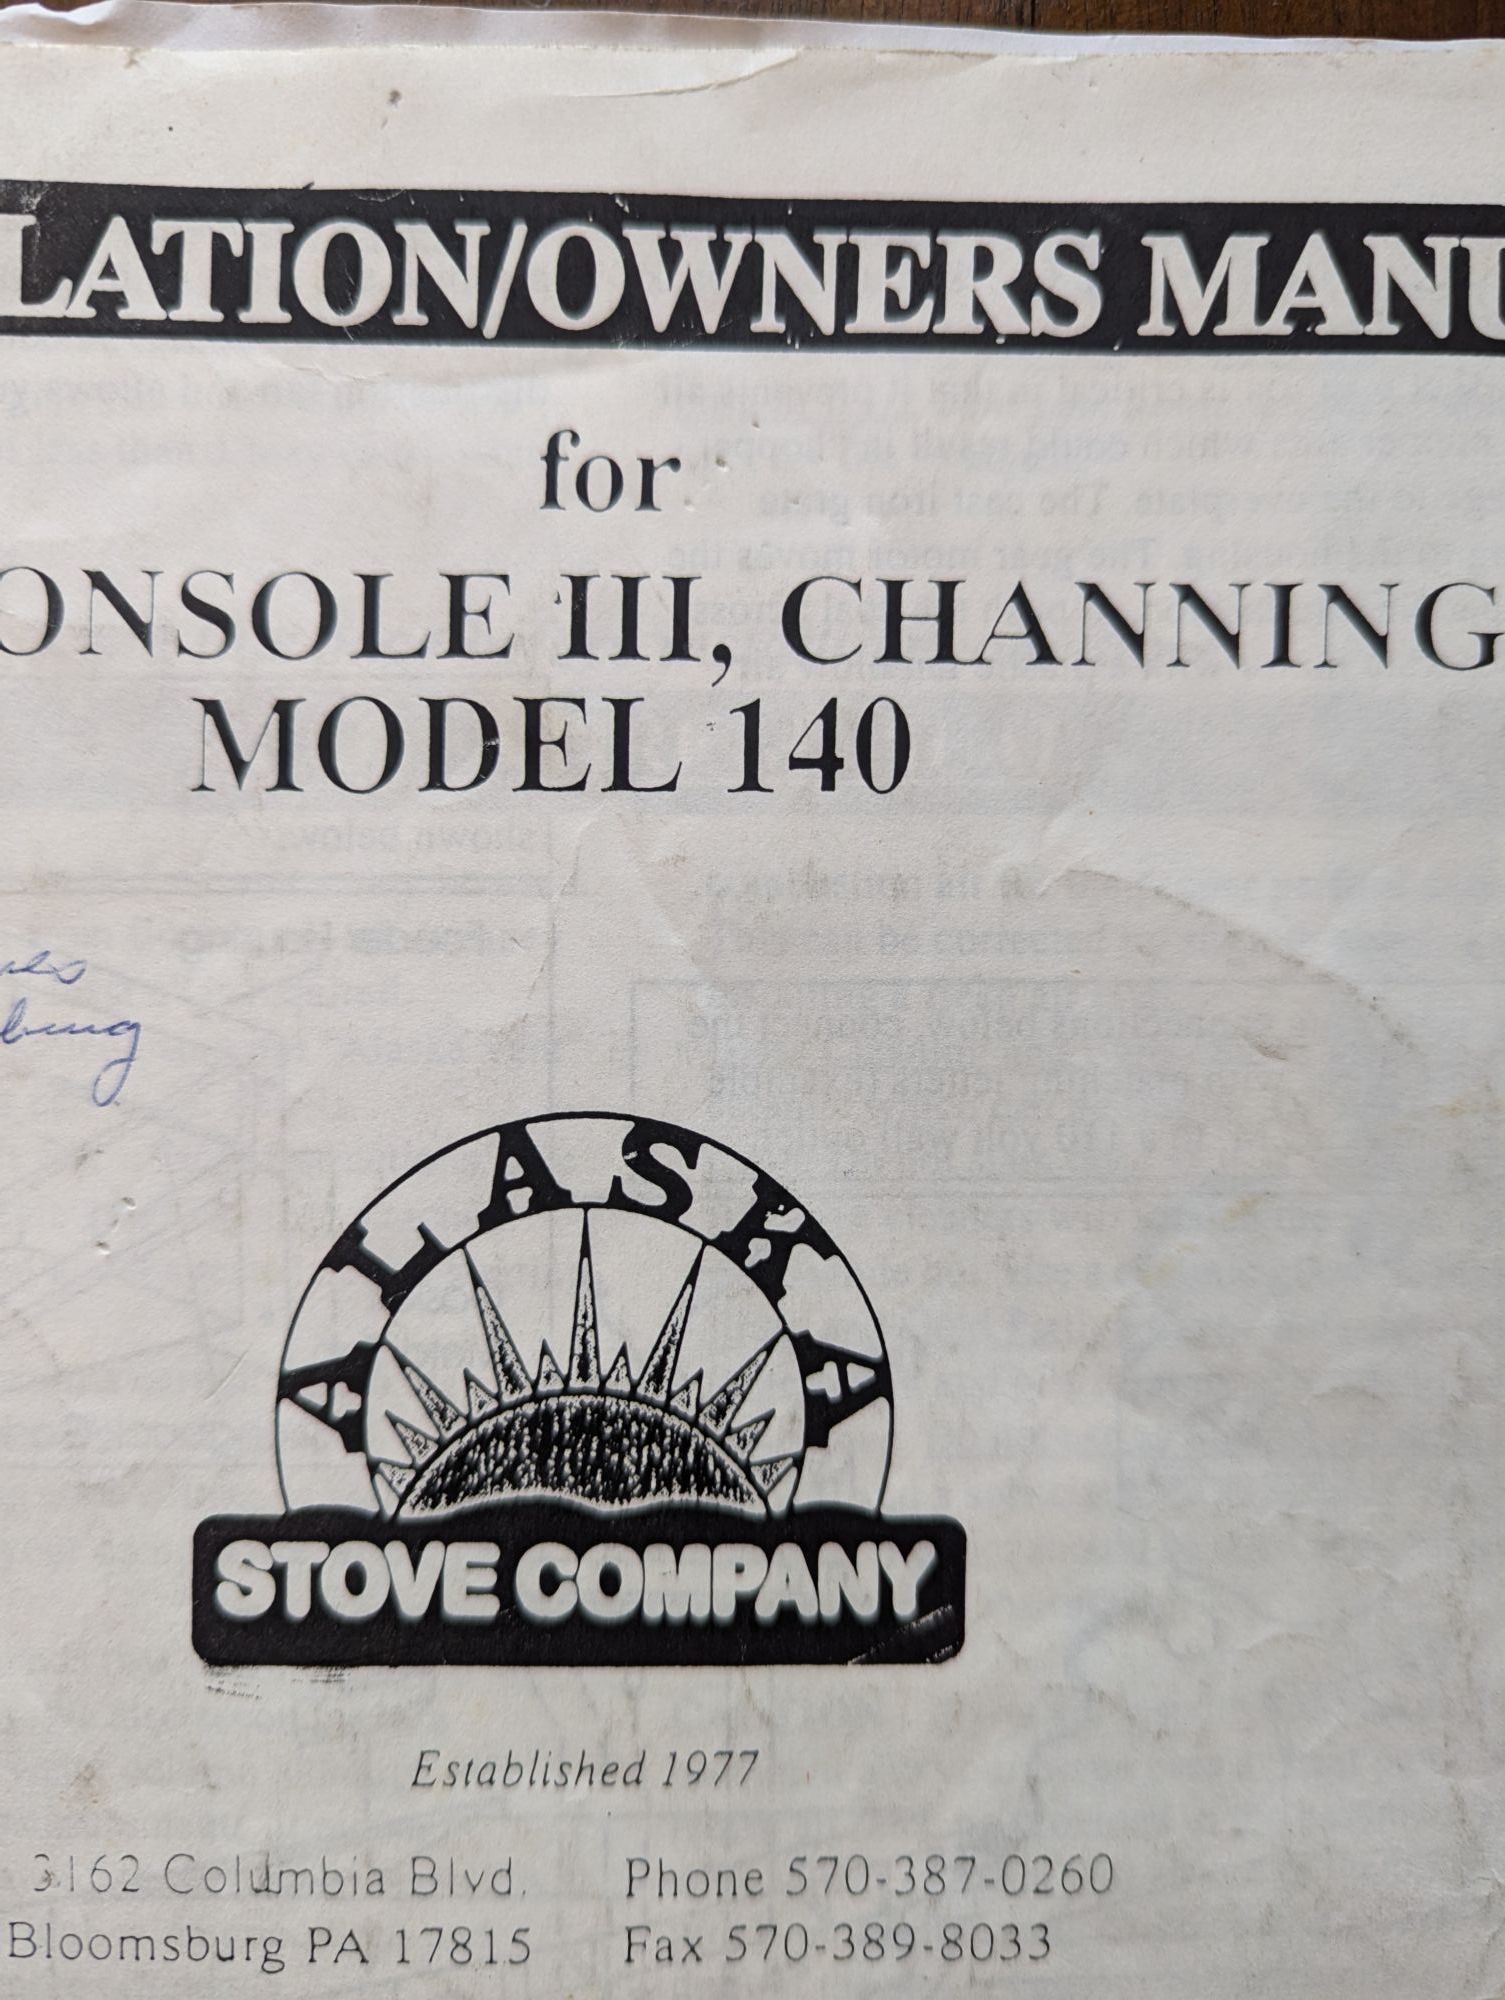 LATION/OWNERS MANU
for
ONSOLE III, CHANNING
MODEL 140
ALASKA
STOVE COMPANY
Established 1977
3162 Columbia Blvd.
Bloomsburg PA 17815
Phone 570-387-0260
Fax 570-389-8033